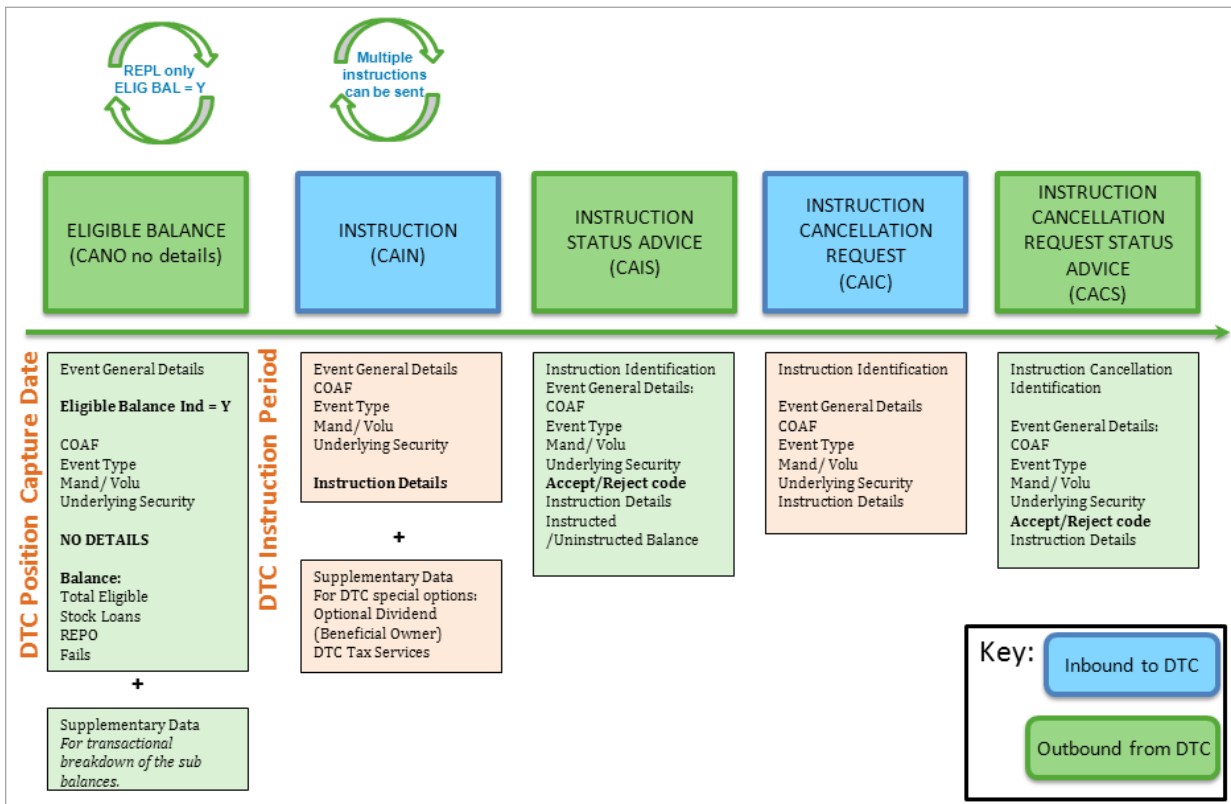 REPL only
ELIG BAL = Y
Multiple
instructions
can be sent
ELIGIBLE BALANCE
(CANO no details)
INSTRUCTION
(CAIN)
INSTRUCTION
STATUS ADVICE
(CAIS)
INSTRUCTION
CANCELLATION
REQUEST
(CAIC)
INSTRUCTION
CANCELLATION
REQUEST STATUS
ADVICE
(CACS)
DTC Position Capture Date
Event General Details
Eligible Balance Ind = Y
COAF
Event Type
Mand/ Volu
Underlying Security
NO DETAILS
Balance:
Total Eligible
Stock Loans
REPO
Fails
+
Supplementary Data
For transactional
breakdown of the sub
balances.
DTC Instruction Period
Event General Details
COAF
Event Type
Mand/ Volu
Underlying Security
Instruction Details
+
Supplementary Data
For DTC special options:
Optional Dividend
(Beneficial Owner)
DTC Tax Services
Instruction Identification
Event General Details:
COAF
Event Type
Mand/ Volu
Underlying Security
Accept/Reject code
Instruction Details
Instructed
/Uninstructed Balance
Instruction Identification
Event General Details
COAF
Event Type
Mand/ Volu
Underlying Security
Instruction Details
Instruction Cancellation
Identification
Event General Details:
COAF
Event Type
Mand/ Volu
Underlying Security
Accept/Reject code
Instruction Details
Key:
Inbound to DTC
Outbound from DTC